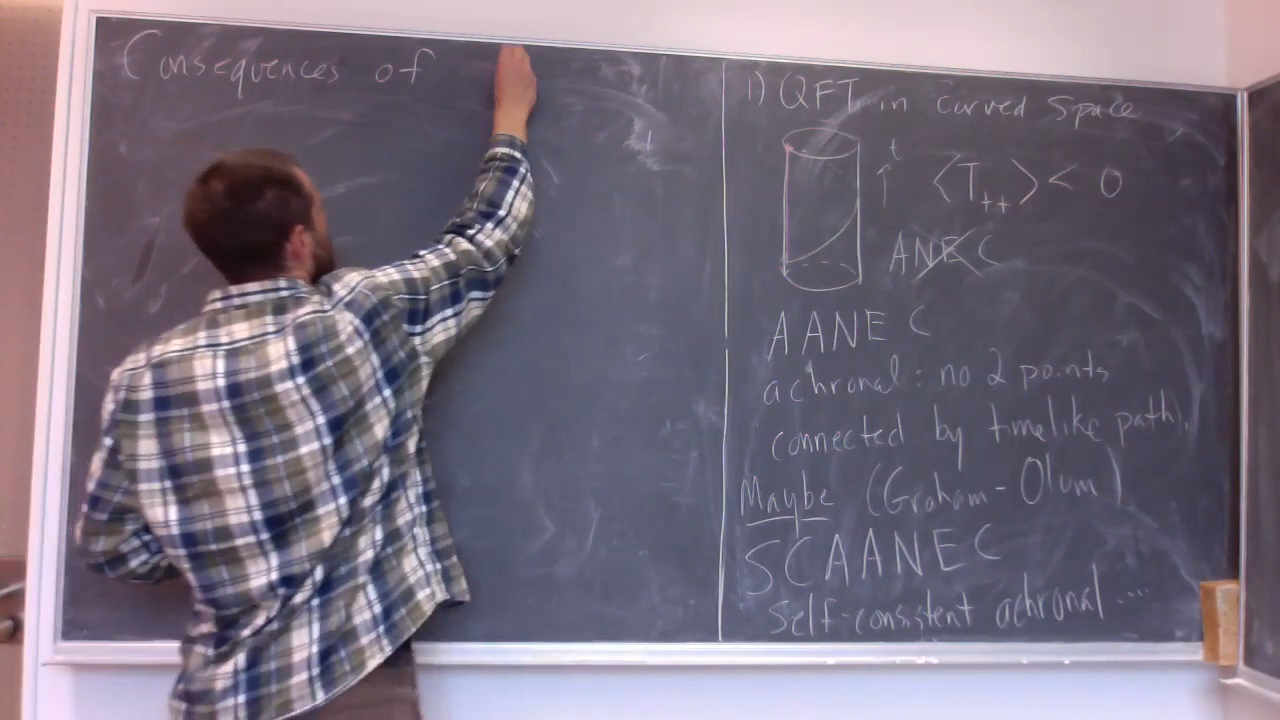 Consequences of
1) QFT in Curved Space
t
↑ ⟨T₊₊⟩ < 0
ANEC
AANEC
achronal: no 2 points
connected by timelike path).
Maybe (Graham-Olum)
SCAANEC
Self-consistent achronal ....